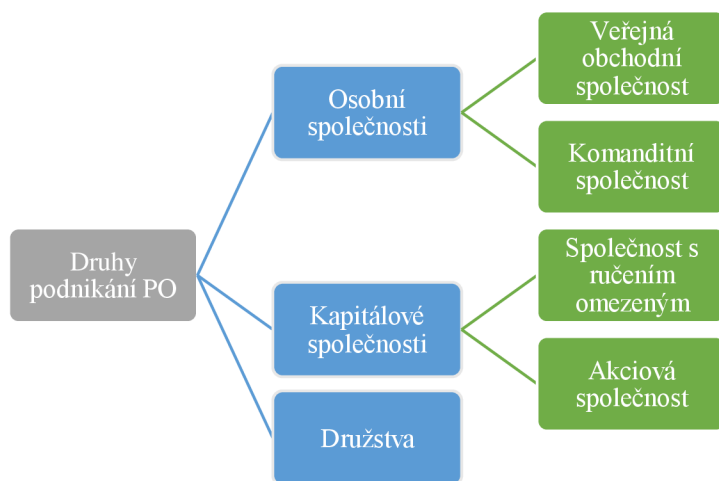 Druhy
podnikání PO
Osobní
společnosti
Veřejná
obchodní
společnost
Komanditní
společnost
Kapitálové
společnosti
Společnost s
ručením
omezeným
Akciová
společnost
Družstva